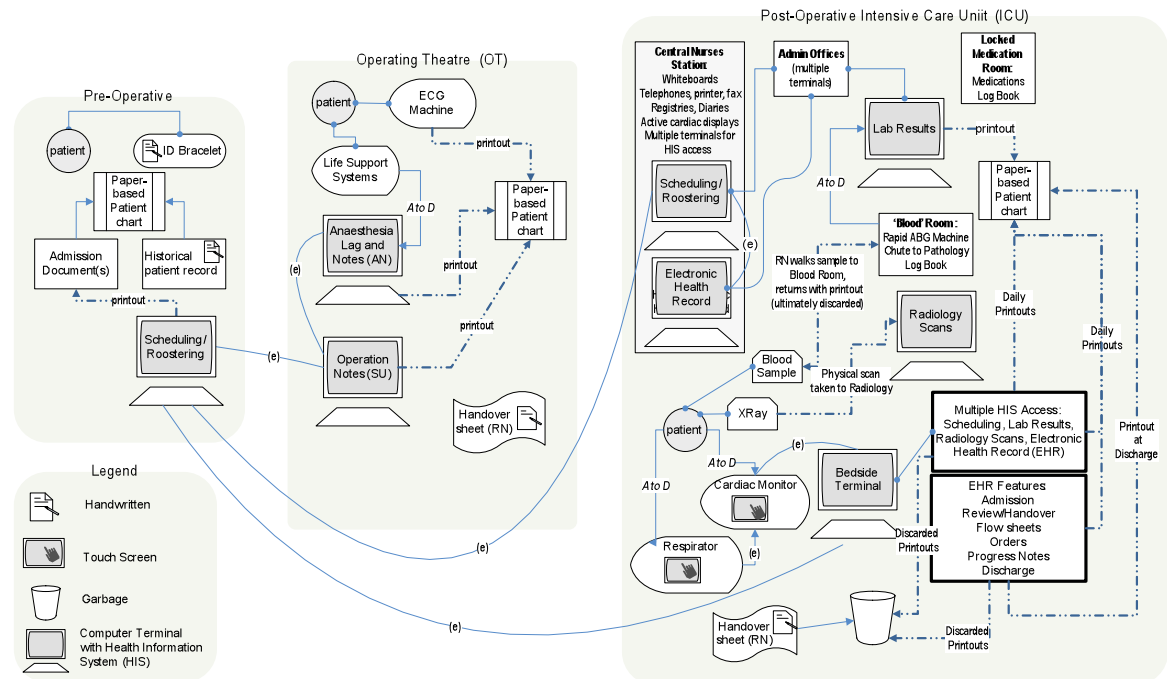 Post-Operative Intensive Care Uniit (ICU)
Operating Theatre (OT)
Pre-Operative
patient
ID Bracelet
Paper-
based
Patient
chart
Admission
Document(s)
Historical
patient record
printout
Scheduling/
Roostering
(e)
patient
ECG
Machine
printout
Life Support
Systems
A to D
Paper-
based
Patient
chart
Anaesthesia
Lag and
Notes (AN)
(e)
printout
printout
Operation
Notes (SU)
Handover
sheet (RN)
(e)
(e)
Central Nurses
Station:
Whiteboards
Telephones, printer, fax
Registries, Diaries
Active cardiac displays
Multiple terminals for
HIS access
Scheduling/
Roostering
(e)
Electronic
Health
Record
Admin Offices
(multiple
terminals)
Locked
Medication
Room:
Medications
Log Book
Lab Results
printout
A to D
Paper-
based
Patient
chart
'Blood' Room:
Rapid ABG Machine
Chute to Pathology
Log Book
RN walks sample to
Blood Room,
returns with printout
(ultimately discarded)
Radiology
Scans
Daily
Printouts
Daily
Printouts
Blood
Sample
Physical scan
taken to Radiology
XRay
patient
A to D
A to D
(e)
Cardiac Monitor
Bedside
Terminal
Respirator
(e)
Multiple HIS Access:
Scheduling, Lab Results,
Radiology Scans, Electronic
Health Record (EHR)
Printout
at
Discharge
EHR Features:
Admission
Review/Handover
Flow sheets
Orders
Progress Notes
Discharge
Discarded
Printouts
Handover
sheet (RN)
Discarded
Printouts
Legend
Handwritten
Touch Screen
Garbage
Computer Terminal
with Health Information
System (HIS)